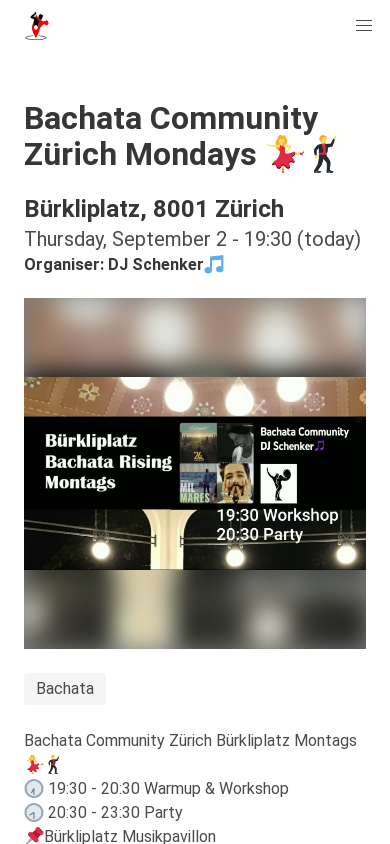 Bachata Community
Zürich Mondays 💃🕺
Bürkliplatz, 8001 Zürich
Thursday, September 2 - 19:30 (today)
Organiser: DJ Schenker🎵
Bürkliplatz
Bachata Rising
Montags
Bachata Community
DJ Schenker🎵
MIL
MARES
19:30 Workshop
20:30 Party
Bachata
Bachata Community Zürich Bürkliplatz Montags
💃🕺
🕢 19:30 - 20:30 Warmup & Workshop
🕣 20:30 - 23:30 Party
📌Bürkliplatz Musikpavillon